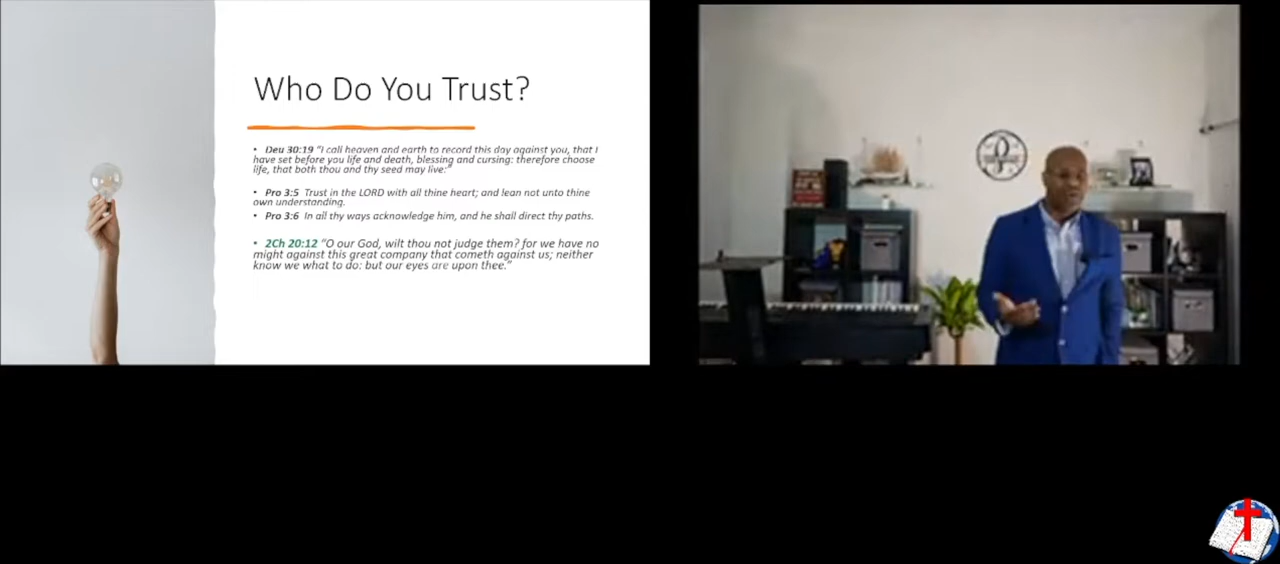 Who Do You Trust?
• Deu 30:19 "I call heaven and earth to record this day against you, that I
have set before you life and death, blessing and cursing: therefore choose
life, that both thou and thy seed may live:"
• Pro 3:5 Trust in the LORD with all thine heart; and lean not unto thine
own understanding.
• Pro 3:6 In all thy ways acknowledge him, and he shall direct thy paths.
• 2Ch 20:12 "O our God, wilt thou not judge them? for we have no
might against this great company that cometh against us; neither
know we what to do: but our eyes are upon thee."